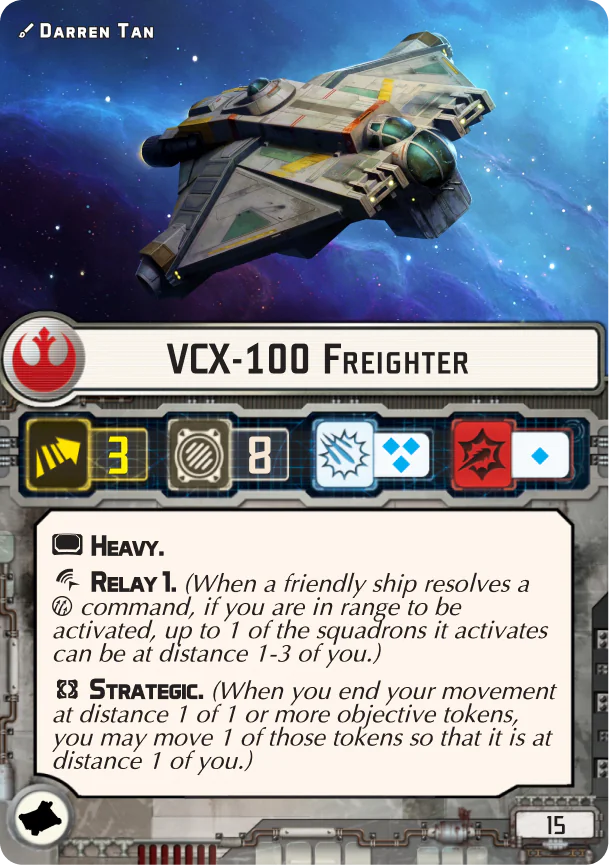 Darren Tan
VCX-100 Freighter
3 8
Heavy.
Relay 1. (When a friendly ship resolves a
command, if you are in range to be
activated, up to 1 of the squadrons it activates
can be at distance 1-3 of you.)
Strategic. (When you end your movement
at distance 1 of 1 or more objective tokens,
you may move 1 of those tokens so that it is at
distance 1 of you.)
15